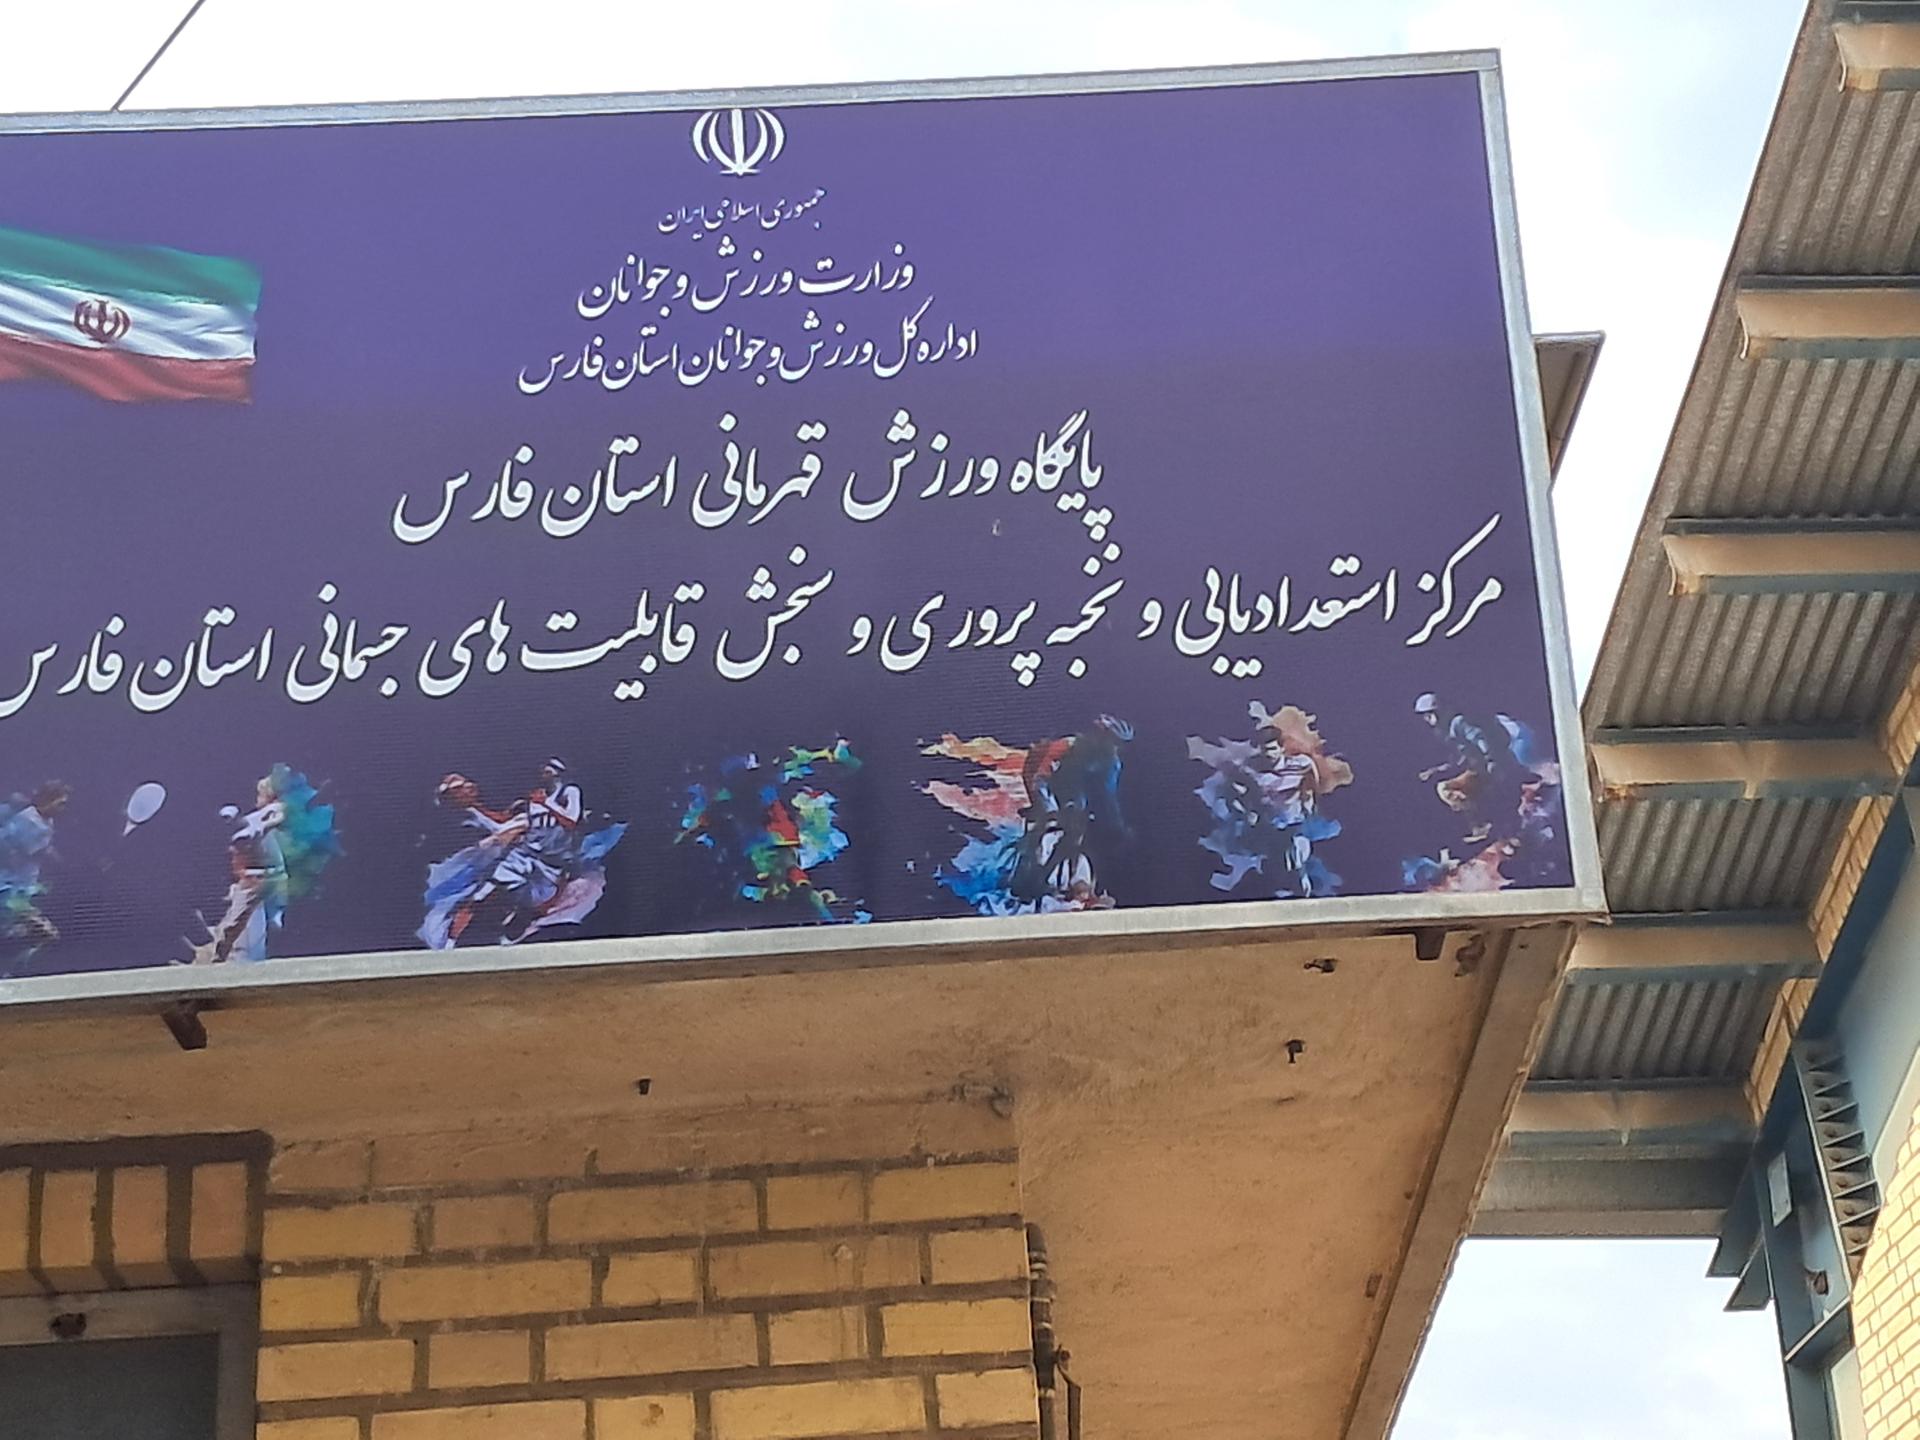 جمهوری اسلامی ایران
وزارت ورزش و جوانان
اداره کل ورزش و جوانان استان فارس
پایگاه ورزش قهرمانی استان فارس
مرکز استعدادیابی و نخبه پروری و سنجش قابلیت های جسمانی استان فارس